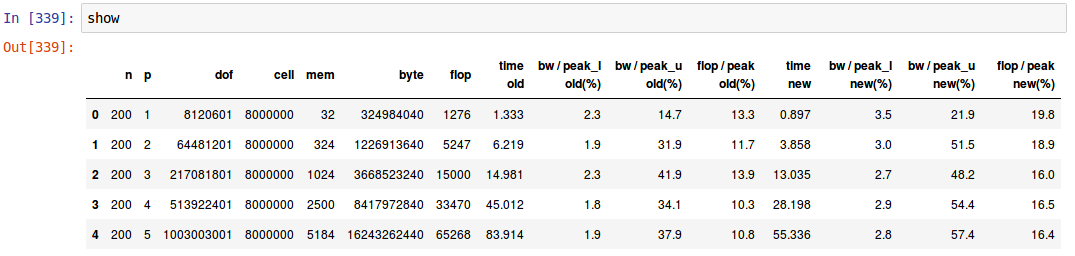 In [339]: show
Out[339]:
n p dof cell mem byte flop time old bw / peak_l old(%) bw / peak_u old(%) flop / peak old(%) time new bw / peak_l new(%) bw / peak_u new(%) flop / peak new(%)
0 200 1 8120601 8000000 32 324984040 1276 1.333 2.3 14.7 13.3 0.897 3.5 21.9 19.8
1 200 2 64481201 8000000 324 1226913640 5247 6.219 1.9 31.9 11.7 3.858 3.0 51.5 18.9
2 200 3 217081801 8000000 1024 3668523240 15000 14.981 2.3 41.9 13.9 13.035 2.7 48.2 16.0
3 200 4 513922401 8000000 2500 8417972840 33470 45.012 1.8 34.1 10.3 28.198 2.9 54.4 16.5
4 200 5 1003003001 8000000 5184 16243262440 65268 83.914 1.9 37.9 10.8 55.336 2.8 57.4 16.4